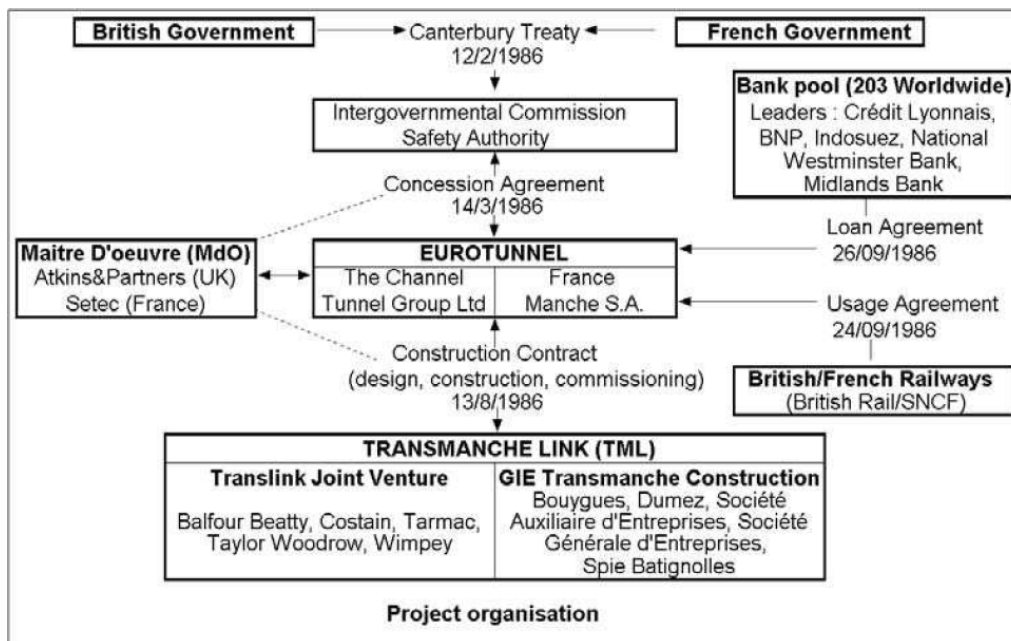 British Government
Canterbury Treaty
12/2/1986
French Government
Intergovernmental Commission
Safety Authority
Bank pool (203 Worldwide)
Leaders : Crédit Lyonnais,
BNP, Indosuez, National
Westminster Bank,
Midlands Bank
Concession Agreement
14/3/1986
Loan Agreement
26/09/1986
Maitre D'oeuvre (MdO)
Atkins&Partners (UK)
Setec (France)
EUROTUNNEL
The Channel
Tunnel Group Ltd
France
Manche S.A.
Usage Agreement
24/09/1986
British/French Railways
(British Rail/SNCF)
Construction Contract
(design, construction, commissioning)
13/8/1986
TRANSMANCHE LINK (TML)
Translink Joint Venture
Balfour Beatty, Costain, Tarmac,
Taylor Woodrow, Wimpey
GIE Transmanche Construction
Bouygues, Dumez, Société
Auxiliaire d'Entreprises, Société
Générale d'Entreprises,
Spie Batignolles
Project organisation